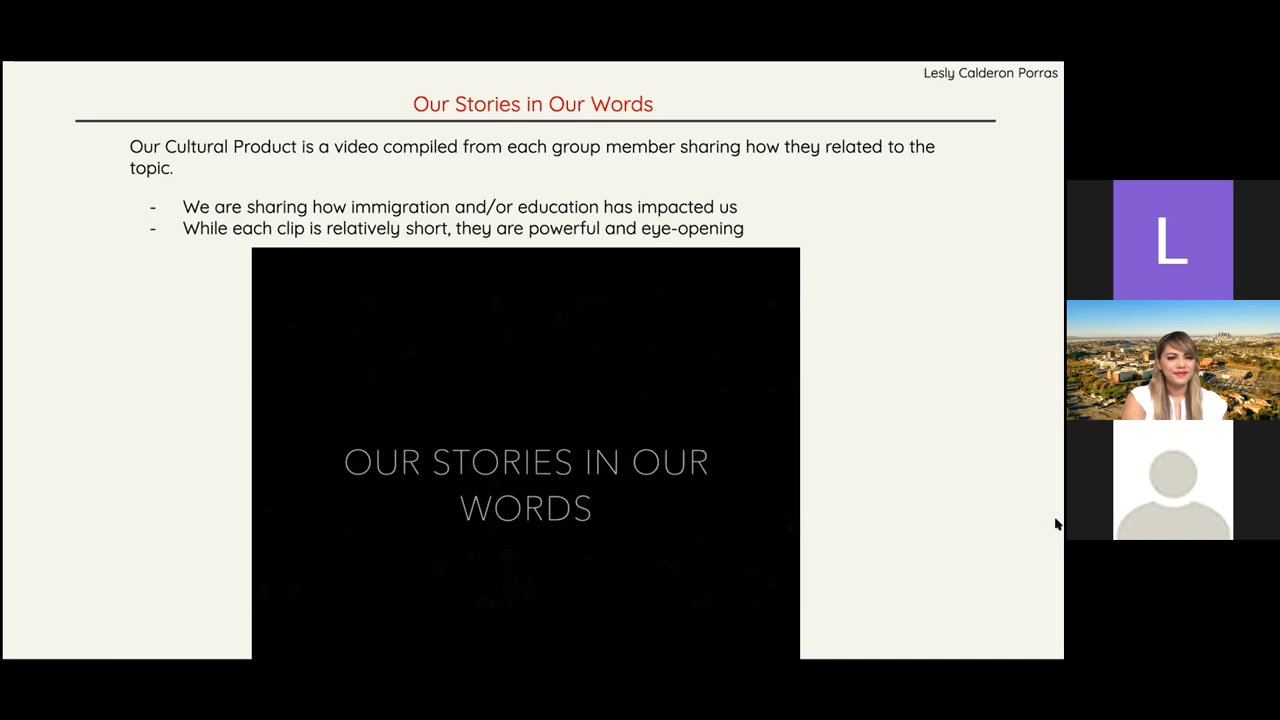 Lesly Calderon Porras
Our Stories in Our Words
Our Cultural Product is a video compiled from each group member sharing how they related to the
topic.
- We are sharing how immigration and/or education has impacted us
- While each clip is relatively short, they are powerful and eye-opening
OUR STORIES IN OUR
WORDS
L